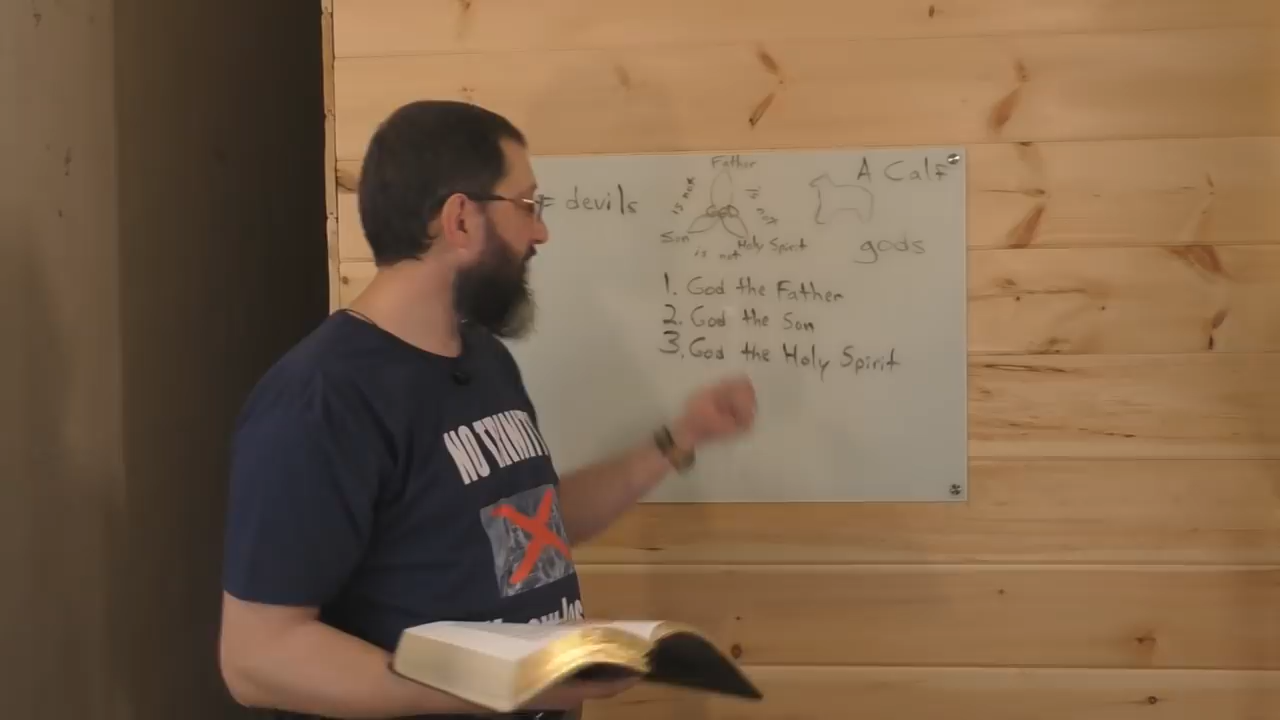 = devils
Father
is not
is not
Son
Holy Spirit
is not
A Calf
gods
1. God the Father
2. God the Son
3. God the Holy Spirit
NO TRINITY